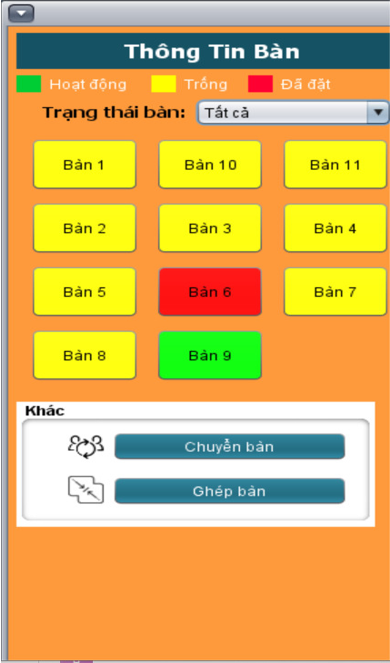 Thông Tin Bàn
Hoạt động Trống Đã đặt
Trạng thái bàn: Tất cả
Bàn 1 Bàn 10 Bàn 11
Bàn 2 Bàn 3 Bàn 4
Bàn 5 Bàn 6 Bàn 7
Bàn 8 Bàn 9
Khác
Chuyển bàn
Ghép bàn